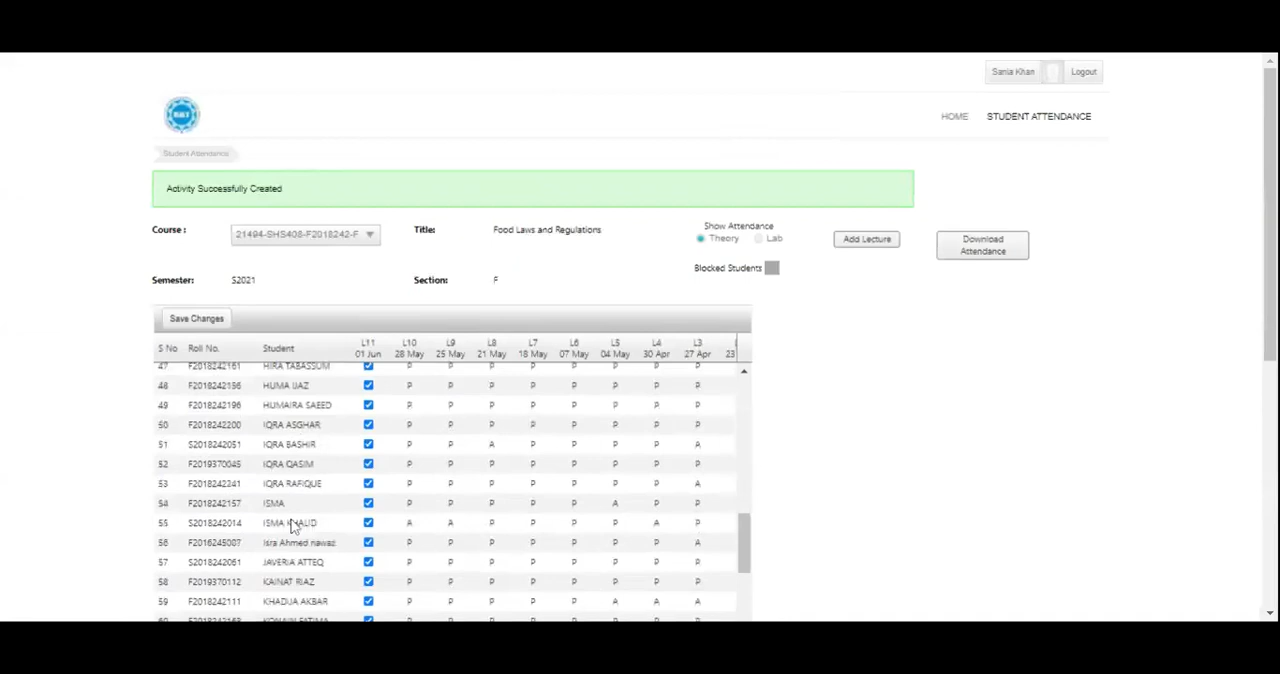 Sania Khan Logout
HOME STUDENT ATTENDANCE
Student Attendance
Activity Successfully Created
Course : 21494-SHS408-F2018242-F Title: Food Laws and Regulations Show Attendance
Theory Lab Add Lecture Download Attendance
Blocked Students
Semester: S2021 Section: F
Save Changes
S No Roll No. Student L11 L10 L9 L8 L7 L6 L5 L4 L3
01 Jun 28 May 25 May 21 May 18 May 07 May 04 May 30 Apr 27 Apr 23
47 F2018242161 HIRA TABASSUM P P P P P P P P
48 F2018242156 HUMA IJAZ P P P P P P P P
49 F2018242196 HUMAIRA SAEED P P P P P P P P
50 F2018242200 IQRA ASGHAR P P P P P P P P
51 S2018242051 IQRA BASHIR P P A P P P P A
52 F2019370045 IQRA QASIM P P P P P P P P
53 F2018242241 IQRA RAFIQUE P P P P P P P A
54 F2018242157 ISMA P P P P P A P P
55 S2018242014 ISMA KHALID A A P P P P A P
56 F2016245087 Isra Ahmed nawaz P P P P P P P A
57 S2018242061 JAVERIA ATTEQ P P P P P P P P
58 F2019370112 KAINAT RIAZ P P P P P P P P
59 F2018242111 KHADIJA AKBAR P P P P P A A A